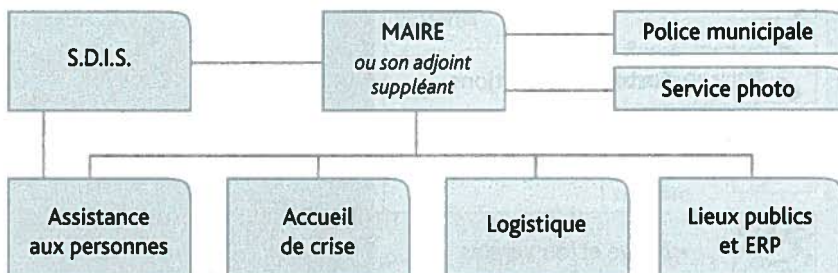 S.D.I.S.
MAIRE
ou son adjoint
suppléant
Police municipale
Service photo
Assistance
aux personnes
Accueil
de crise
Logistique
Lieux publics
et ERP